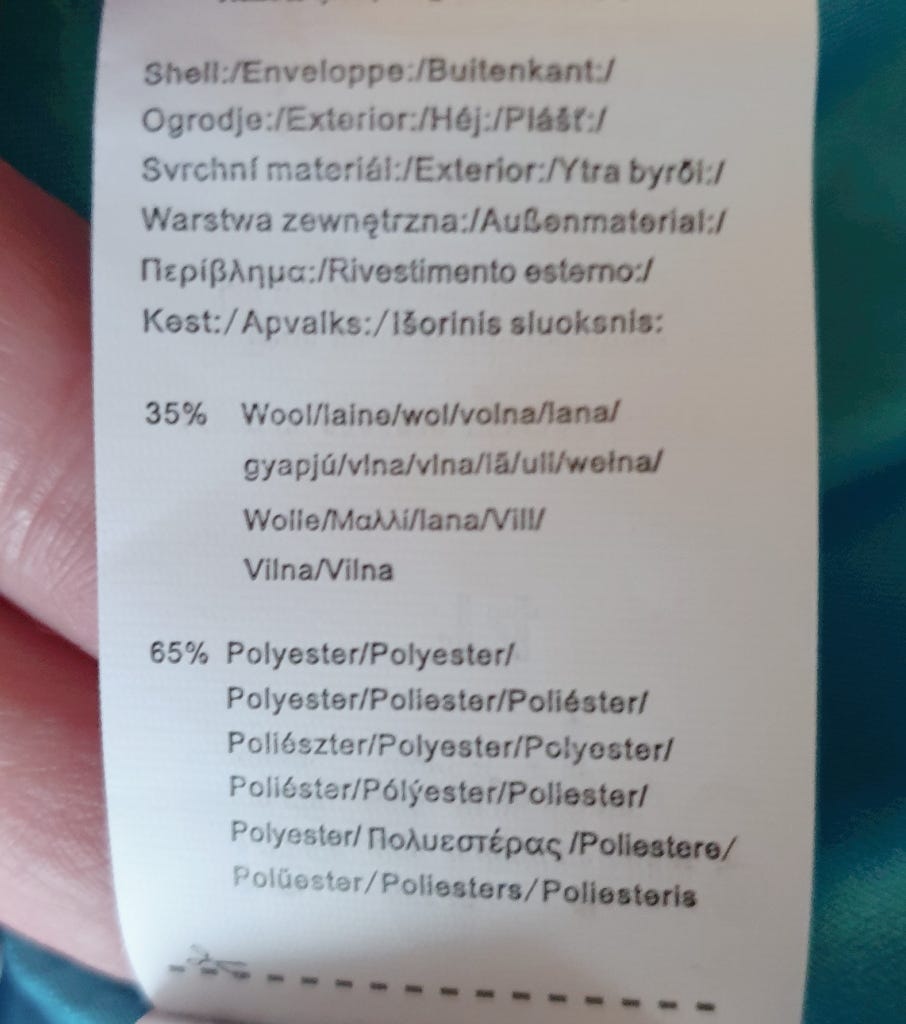 Shell:/Enveloppe:/Buitenkant:/
Ogrodje:/Exterior:/Héj:/Plášť:/
Svrchní materiál:/Exterior:/Ytra byrði:/
Warstwa zewnętrzna:/Außenmaterial:/
Περίβλημα:/Rivestimento esterno:/
Kest:/Apvalks:/Išorinis sluoksnis:
35% Wool/laine/wol/volna/lana/
gyapjú/vlna/vlna/lã/ull/wełna/
Wolle/Μαλλί/lana/Vill/
Vilna/Vilna
65% Polyester/Polyester/
Polyester/Poliester/Poliéster/
Poliészter/Polyester/Polyester/
Poliéster/Pólýester/Poliester/
Polyester/Πολυεστέρας /Poliestere/
Polüester/Poliesters/Poliesteris